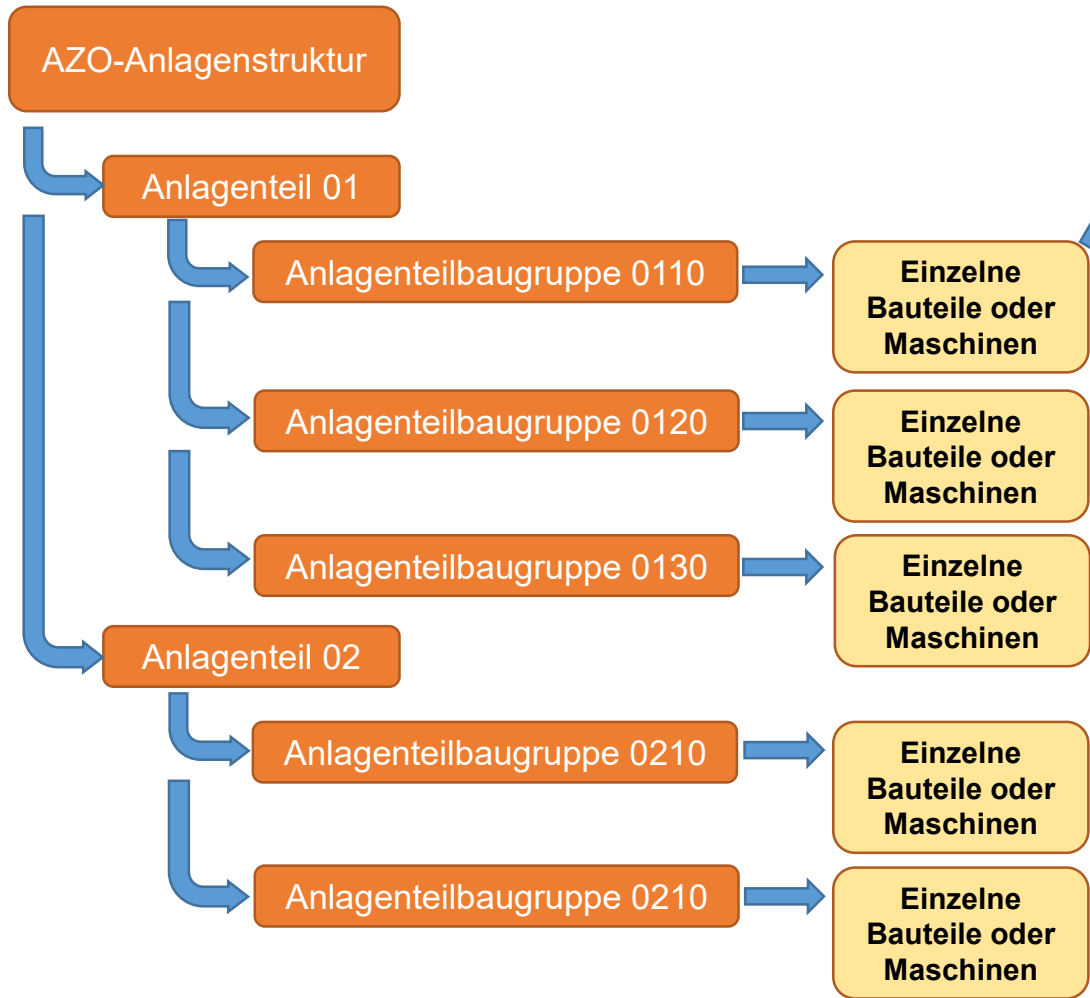 AZO-Anlagenstruktur
Anlagenteil 01
Anlagenteilbaugruppe 0110
Einzelne
Bauteile oder
Maschinen
Anlagenteilbaugruppe 0120
Einzelne
Bauteile oder
Maschinen
Anlagenteilbaugruppe 0130
Einzelne
Bauteile oder
Maschinen
Anlagenteil 02
Anlagenteilbaugruppe 0210
Einzelne
Bauteile oder
Maschinen
Anlagenteilbaugruppe 0210
Einzelne
Bauteile oder
Maschinen